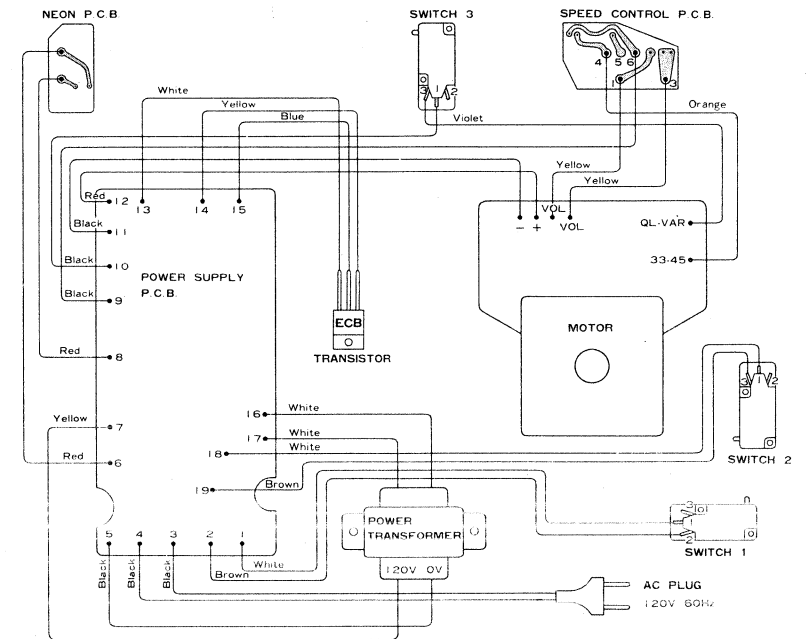 NEON P.C.B
SWITCH 3
SPEED CONTROL P.C.B.
4 5 6
1 3
3 1 2
White
Yellow
Blue
Violet
Orange
Yellow
Yellow
Red 12
13 14 15
Black
11
Black
10
Black
9
POWER SUPPLY
P.C.B.
- + VOL
VOL
QL-VAR
33-45
ECB
TRANSISTOR
MOTOR
Red
8
3 1 2
SWITCH 2
16 White
Yellow
7
17 White
18 White
Red
6
19 Brown
5 4 3 2 1
POWER
TRANSFORMER
120V 0V
3
1
2
SWITCH 1
White
Brown
Black
Black
Black
AC PLUG
120V 60Hz